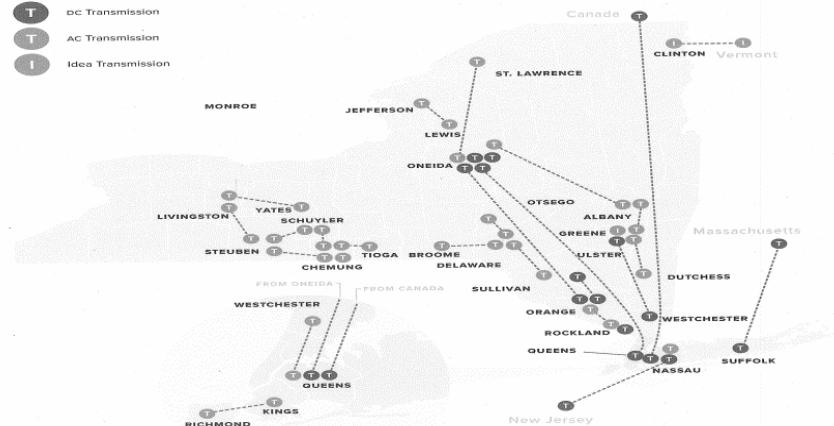 T DC Transmission
T AC Transmission
I Idea Transmission
Canada T
I I
CLINTON Vermont
T
ST. LAWRENCE
MONROE
JEFFERSON T
T
LEWIS
T
ONEIDA T T T
T T
T
YATES T
LIVINGSTON T
SCHUYLER
OTSEGO
T T
ALBANY
T T T
STEUBEN T T
T T T
TIOGA
T T
CHEMUNG
T
BROOME
T T
T T
DELAWARE
T
SULLIVAN
GREENE I T
T T
ULSTER
T
DUTCHESS
Massachusetts
T
FROM ONEIDA
FROM CANADA
WESTCHESTER
T
T
T T
ORANGE T
T T
ROCKLAND
T
WESTCHESTER
QUEENS
T T T
T
NASSAU
T
SUFFOLK
T T T
QUEENS
T
KINGS
T
RICHMOND
T
New Jersey